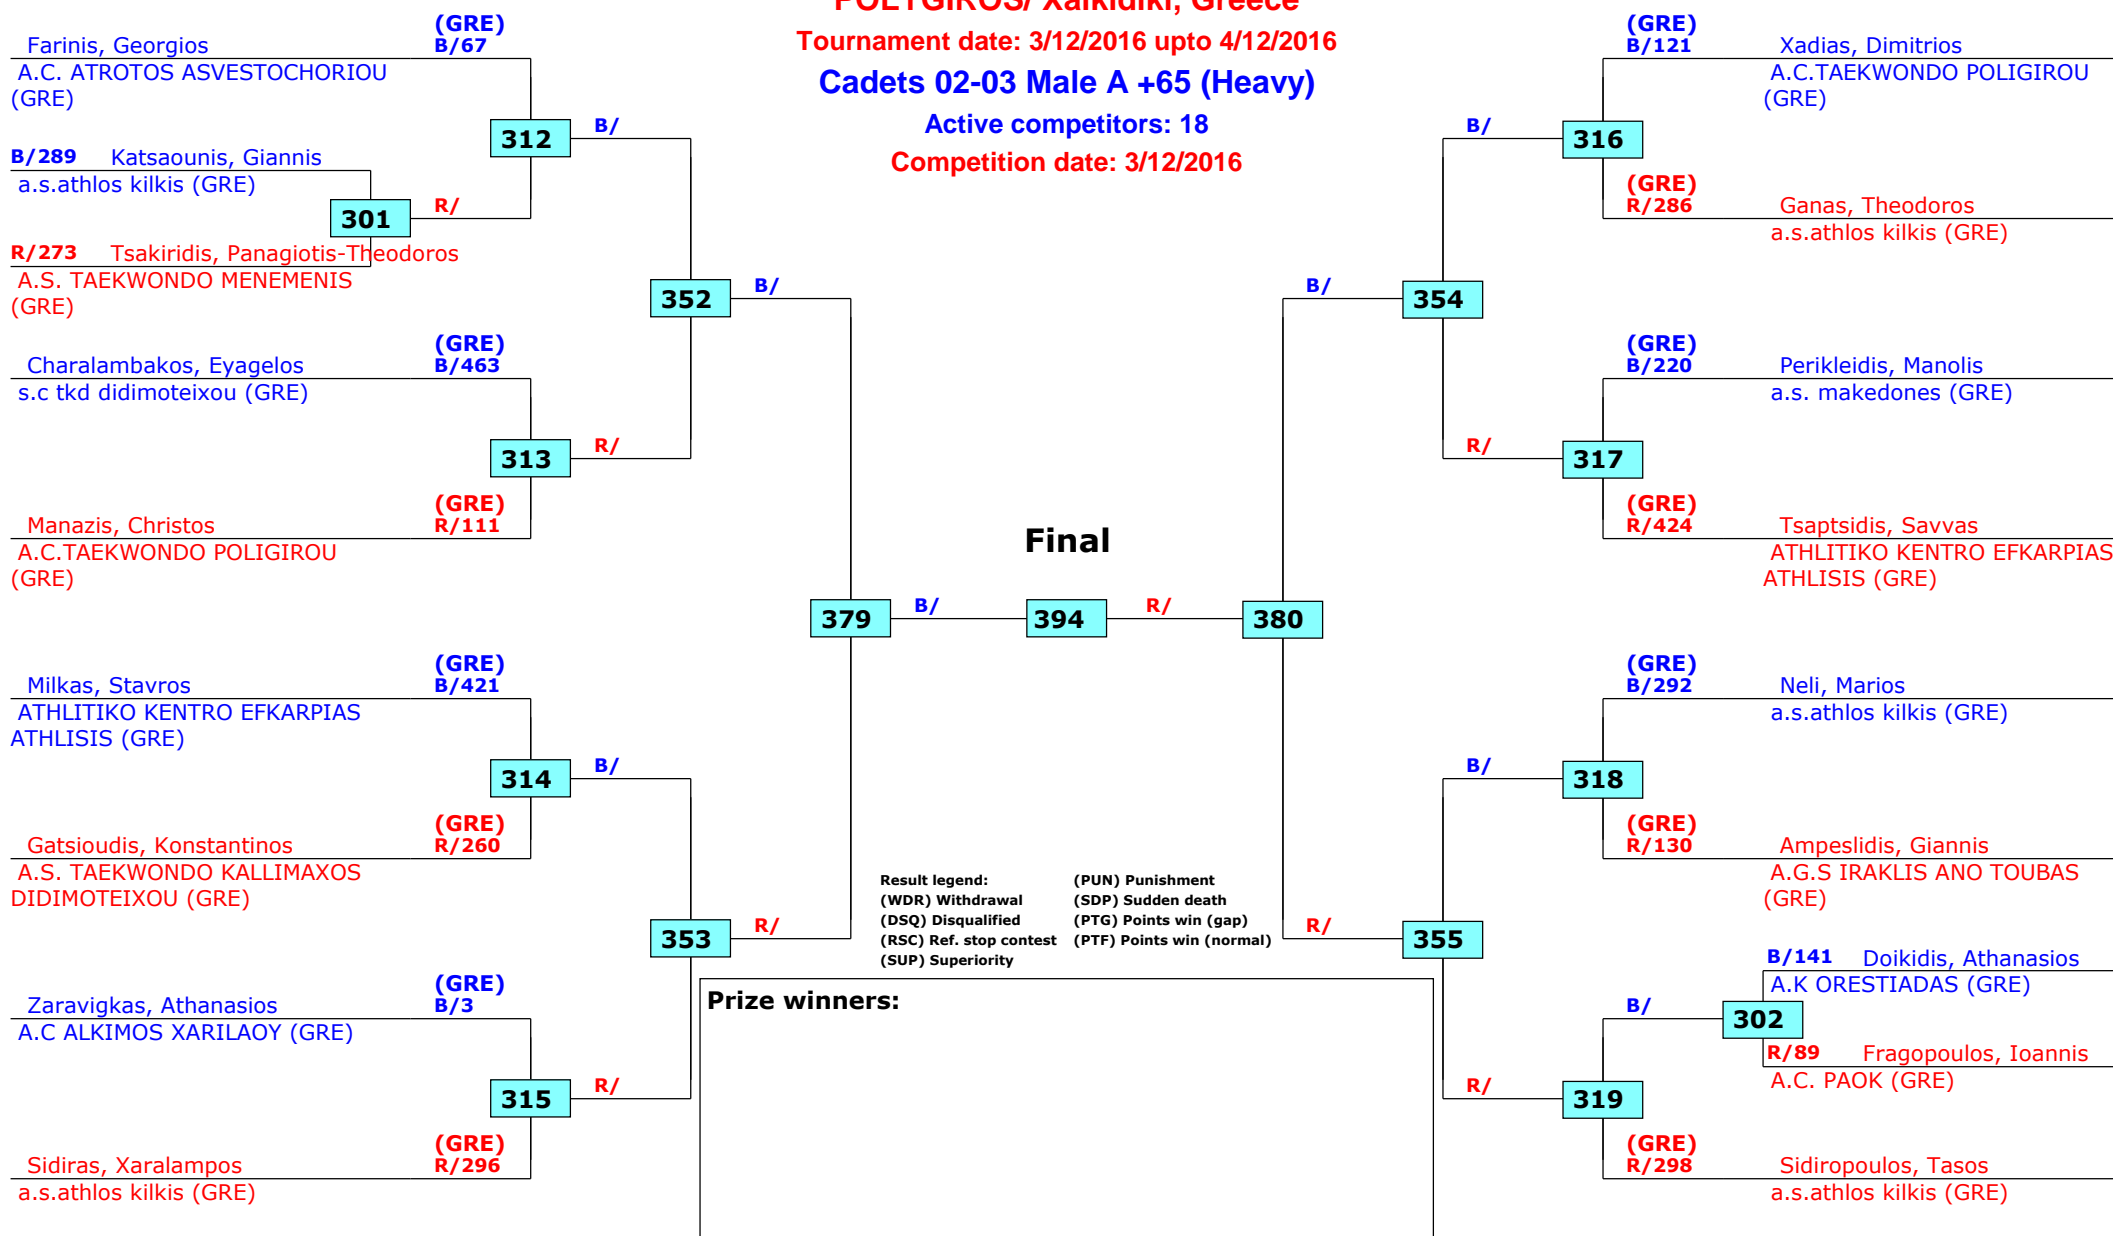 POLYGIROS/ Xalkidiki, Greece
Tournament date: 3/12/2016 upto 4/12/2016
Cadets 02-03 Male A +65 (Heavy)
Active competitors: 18
Competition date: 3/12/2016
(GRE)
Farinis, Georgios B/67
A.C. ATROTOS ASVESTOCHORIOU
(GRE)
312 B/
B/289 Katsaounis, Giannis
a.s.athlos kilkis (GRE)
301 R/
R/273 Tsakiridis, Panagiotis-Theodoros
A.S. TAEKWONDO MENEMENIS
(GRE)
352 B/
(GRE)
Charalambakos, Eyagelos B/463
s.c tkd didimoteixou (GRE)
313 R/
(GRE)
Manazis, Christos R/111
A.C.TAEKWONDO POLIGIROU
(GRE)
Final
379 B/ 394 R/ 380
(GRE)
Milkas, Stavros B/421
ATHLITIKO KENTRO EFKARPIAS
ATHLISIS (GRE)
314 B/
(GRE)
Gatsioudis, Konstantinos R/260
A.S. TAEKWONDO KALLIMAXOS
DIDIMOTEIXOU (GRE)
353 R/
(GRE)
Zaravigkas, Athanasios B/3
A.C ALKIMOS XARILAOY (GRE)
315 R/
(GRE)
Sidiras, Xaralampos R/296
a.s.athlos kilkis (GRE)
(GRE)
B/121 Xadias, Dimitrios
A.C.TAEKWONDO POLIGIROU
(GRE)
B/ 316
(GRE)
R/286 Ganas, Theodoros
a.s.athlos kilkis (GRE)
B/ 354
(GRE)
B/220 Perikleidis, Manolis
a.s. makedones (GRE)
R/ 317
(GRE)
R/424 Tsaptsidis, Savvas
ATHLITIKO KENTRO EFKARPIAS
ATHLISIS (GRE)
(GRE)
B/292 Neli, Marios
a.s.athlos kilkis (GRE)
B/ 318
(GRE)
R/130 Ampeslidis, Giannis
A.G.S IRAKLIS ANO TOUBAS
(GRE)
R/ 355
B/141 Doikidis, Athanasios
A.K ORESTIADAS (GRE)
B/ 302
R/89 Fragopoulos, Ioannis
A.C. PAOK (GRE)
R/ 319
(GRE)
R/298 Sidiropoulos, Tasos
a.s.athlos kilkis (GRE)
Result legend: (PUN) Punishment
(WDR) Withdrawal (SDP) Sudden death
(DSQ) Disqualified (PTG) Points win (gap)
(RSC) Ref. stop contest (PTF) Points win (normal)
(SUP) Superiority
Prize winners: